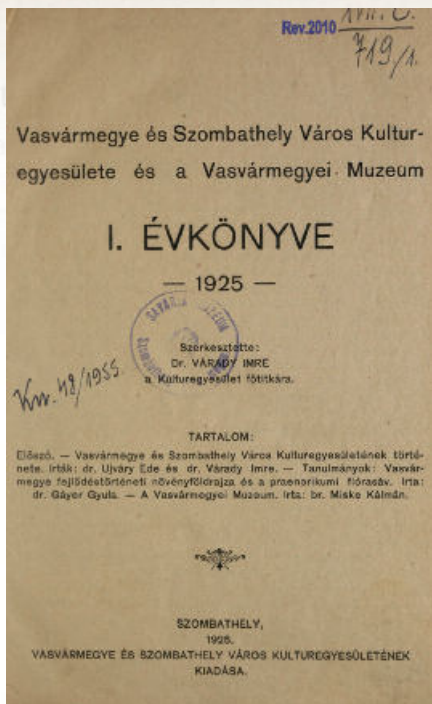 Rev.2010
719/1.
Vasvármegye és Szombathely Város Kultur-
egyesülete és a Vasvármegyei Muzeum
I. ÉVKÖNYVE
— 1925 —
Szerkesztette:
Dr. VÁRADY IMRE
a Kulturegyesület főtitkára.
48/1955.
TARTALOM:
Előszó. — Vasvármegye és Szombathely Város Kulturegyesületének törté-
nete. Irták: dr. Ujváry Ede és dr. Várady Imre. — Tanulmányok: Vasvár-
megye fejlődéstörténeti növényföldrajza és a praenorikumi flórasáv. Irta:
dr. Gáyer Gyula. — A Vasvármegyei Muzeum. Irta: br. Miske Kálmán.
SZOMBATHELY,
1925.
VASVÁRMEGYE ÉS SZOMBATHELY VÁROS KULTUREGYESÜLETÉNEK
KIADÁSA.